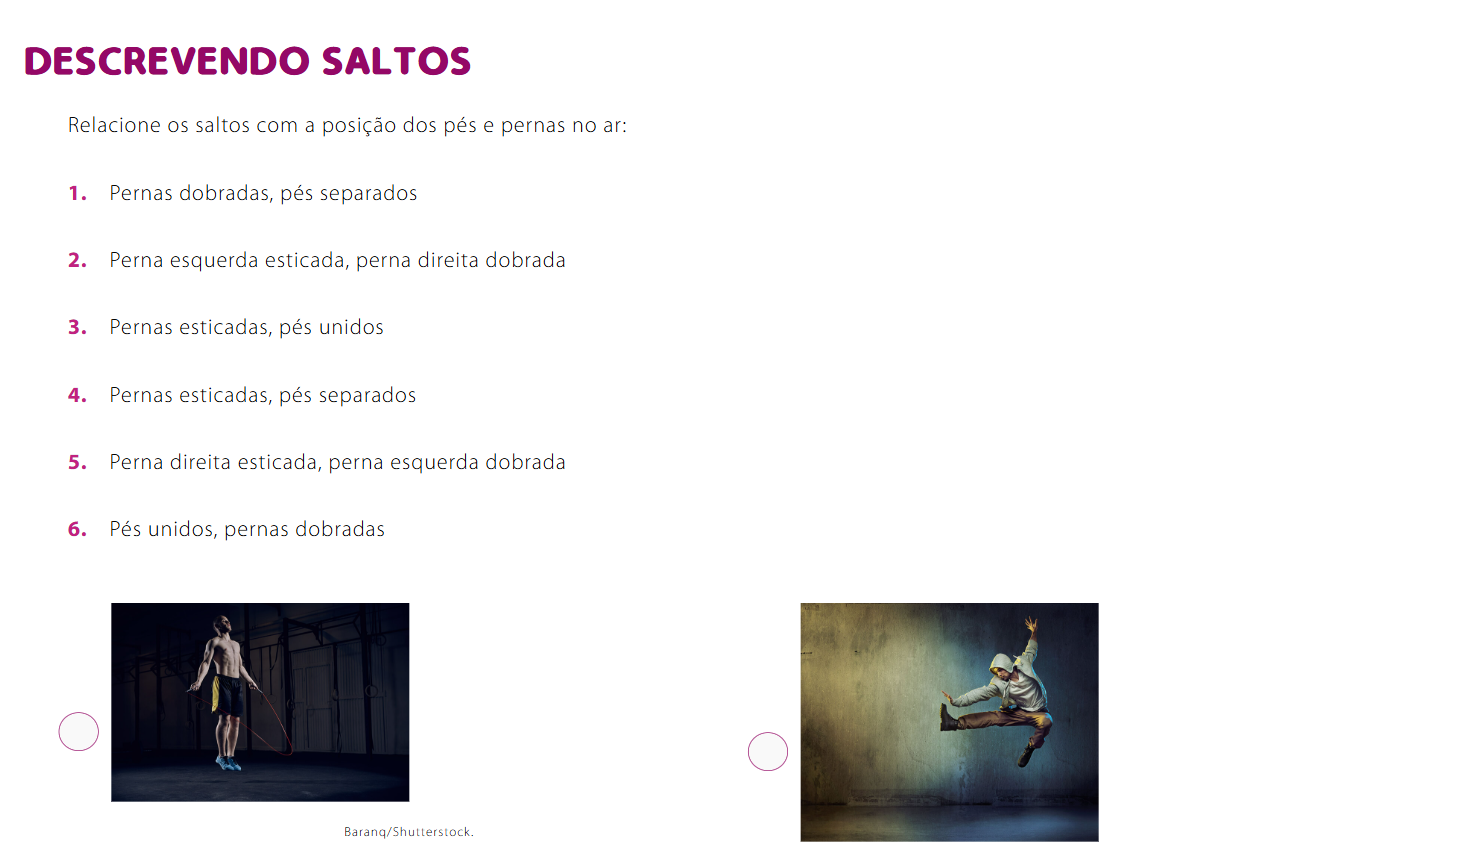 DESCREVENDO SALTOS
Relacione os saltos com a posição dos pés e pernas no ar:
1. Pernas dobradas, pés separados
2. Perna esquerda esticada, perna direita dobrada
3. Pernas esticadas, pés unidos
4. Pernas esticadas, pés separados
5. Perna direita esticada, perna esquerda dobrada
6. Pés unidos, pernas dobradas
Baranq/Shutterstock.